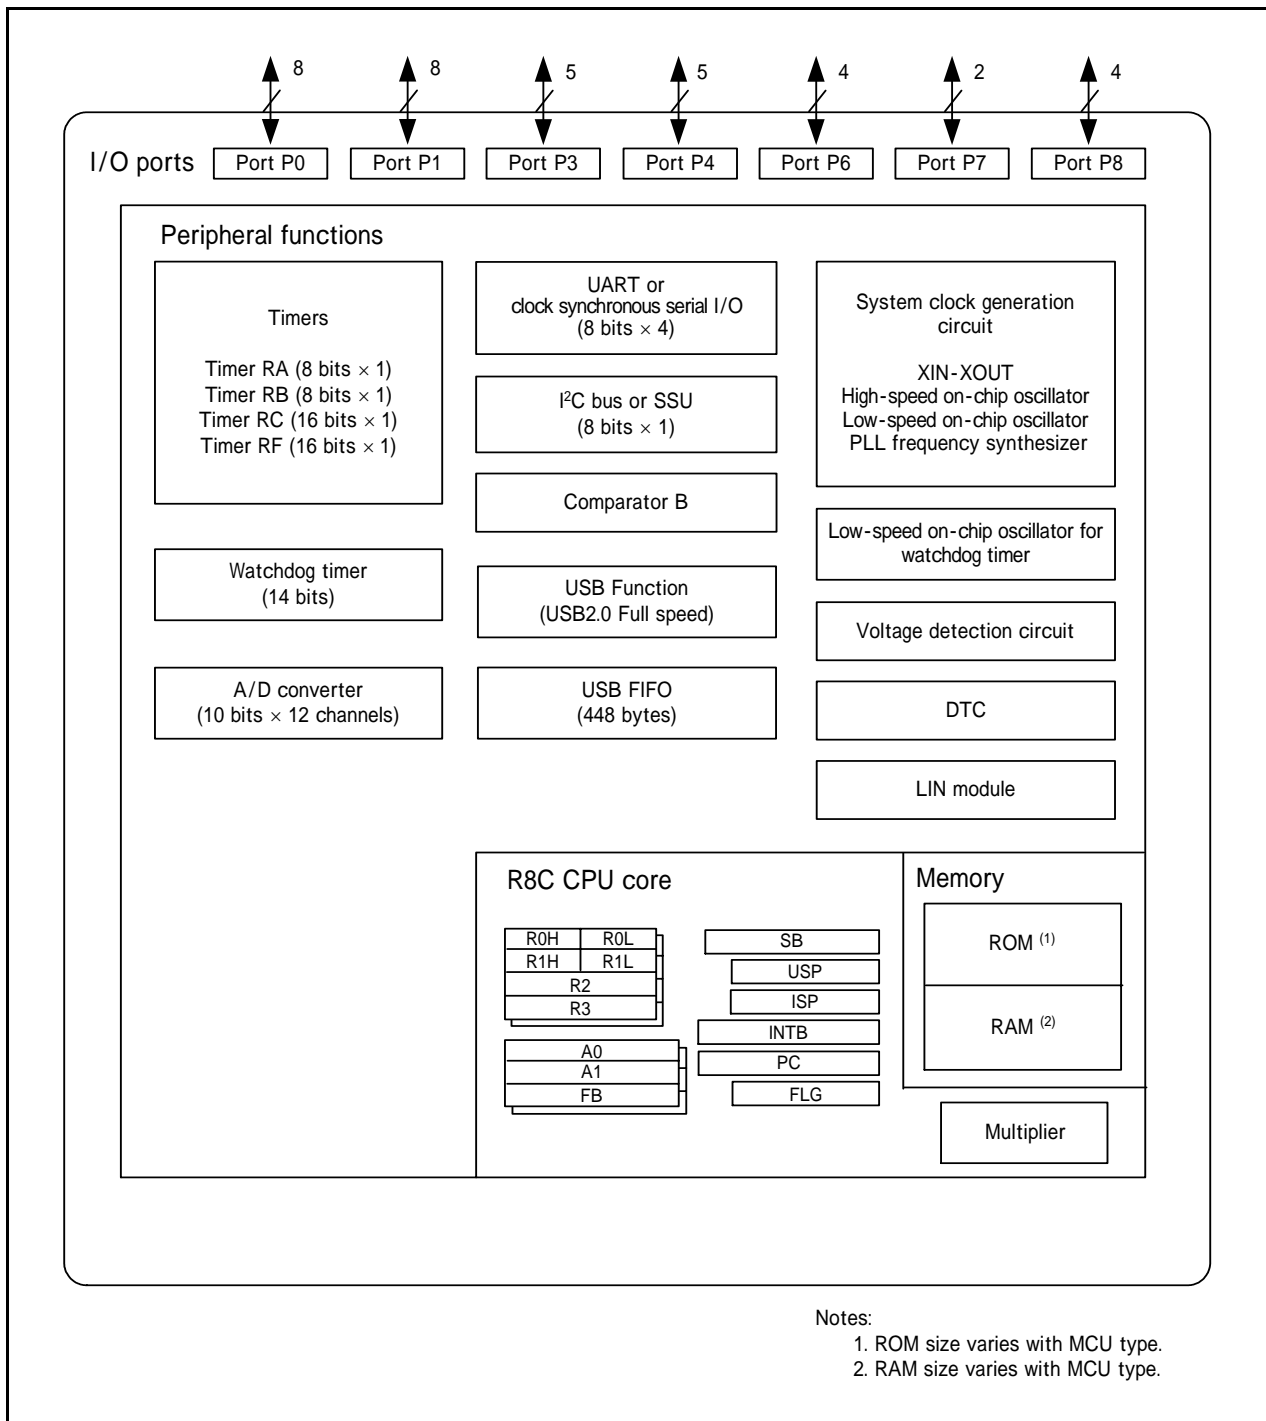 8 8 5 5 4 2 4
I/O ports Port P0 Port P1 Port P3 Port P4 Port P6 Port P7 Port P8
Peripheral functions
Timers
Timer RA (8 bits × 1)
Timer RB (8 bits × 1)
Timer RC (16 bits × 1)
Timer RF (16 bits × 1)
Watchdog timer
(14 bits)
A/D converter
(10 bits × 12 channels)
UART or
clock synchronous serial I/O
(8 bits × 4)
I²C bus or SSU
(8 bits × 1)
Comparator B
USB Function
(USB2.0 Full speed)
USB FIFO
(448 bytes)
System clock generation
circuit
XIN-XOUT
High-speed on-chip oscillator
Low-speed on-chip oscillator
PLL frequency synthesizer
Low-speed on-chip oscillator for
watchdog timer
Voltage detection circuit
DTC
LIN module
R8C CPU core
R0H R0L
R1H R1L
R2
R3
A0
A1
FB
SB
USP
ISP
INTB
PC
FLG
Memory
ROM (1)
RAM (2)
Multiplier
Notes:
1. ROM size varies with MCU type.
2. RAM size varies with MCU type.